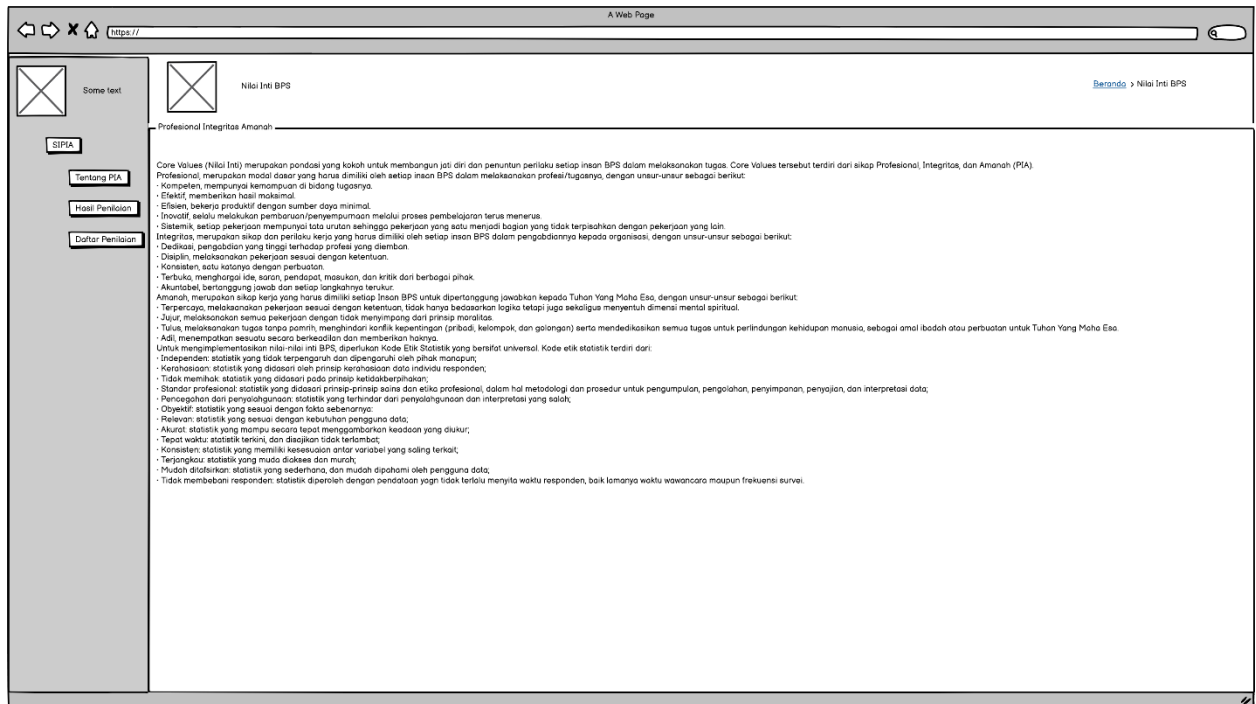 A Web Page
https://
Some text
Nilai Inti BPS
Beranda > Nilai Inti BPS
SIPIA
Tentang PIA
Hasil Penilaian
Daftar Penilaian
Profesional Integritas Amanah
Core Values (Nilai Inti) merupakan pondasi yang kokoh untuk membangun jati diri dan penuntun perilaku setiap insan BPS dalam melaksanakan tugas. Core Values tersebut terdiri dari sikap Profesional, Integritas, dan Amanah (PIA).
Profesional, merupakan modal dasar yang harus dimiliki oleh setiap insan BPS dalam melaksanakan profesi/tugasnya, dengan unsur-unsur sebagai berikut:
· Kompeten, mempunyai kemampuan di bidang tugasnya.
· Efektif, memberikan hasil maksimal.
· Efisien, bekerja produktif dengan sumber daya minimal.
· Inovatif, selalu melakukan pembaruan/penyempurnaan melalui proses pembelajaran terus menerus.
· Sistemik, setiap pekerjaan mempunyai tata urutan sehingga pekerjaan yang satu menjadi bagian yang tidak terpisahkan dengan pekerjaan yang lain.
Integritas, merupakan sikap dan perilaku kerja yang harus dimiliki oleh setiap insan BPS dalam pengabdiannya kepada organisasi, dengan unsur-unsur sebagai berikut:
· Dedikasi, pengabdian yang tinggi terhadap profesi yang diemban.
· Disiplin, melaksanakan pekerjaan sesuai dengan ketentuan.
· Konsisten, satu katanya dengan perbuatan.
· Terbuka, menghargai ide, saran, pendapat, masukan, dan kritik dari berbagai pihak.
· Akuntabel, bertanggung jawab dan setiap langkahnya terukur.
Amanah, merupakan sikap kerja yang harus dimiliki setiap Insan BPS untuk dipertanggung jawabkan kepada Tuhan Yang Maha Esa, dengan unsur-unsur sebagai berikut:
· Terpercaya, melaksanakan pekerjaan sesuai dengan ketentuan, tidak hanya bedasarkan logika tetapi juga sekaligus menyentuh dimensi mental spiritual.
· Jujur, melaksanakan semua pekerjaan dengan tidak menyimpang dari prinsip moralitas.
· Tulus, melaksanakan tugas tanpa pamrih, menghindari konflik kepentingan (pribadi, kelompok, dan golongan) serta mendedikasikan semua tugas untuk perlindungan kehidupan manusia, sebagai amal ibadah atau perbuatan untuk Tuhan Yang Maha Esa.
· Adil, menempatkan sesuatu secara berkeadilan dan memberikan haknya.
Untuk mengimplementasikan nilai-nilai inti BPS, diperlukan Kode Etik Statistik yang bersifat universal. Kode etik statistik terdiri dari:
· Independen: statistik yang tidak terpengaruh dan dipengaruhi oleh pihak manapun;
· Kerahasiaan: statistik yang didasari oleh prinsip kerahasiaan data individu responden;
· Tidak memihak: statistik yang didasari pada prinsip ketidakberpihakan;
· Standar profesional: statistik yang didasari prinsip-prinsip sains dan etika profesional, dalam hal metodologi dan prosedur untuk pengumpulan, pengolahan, penyimpanan, penyajian, dan interpretasi data;
· Pencegahan dari penyalahgunaan: statistik yang terhindar dari penyalahgunaan dan interpretasi yang salah;
· Obyektif: statistik yang sesuai dengan fakta sebenarnya:
· Relevan: statistik yang sesuai dengan kebutuhan pengguna data;
· Akurat: statistik yang mampu secara tepat menggambarkan keadaan yang diukur;
· Tepat waktu: statistik terkini, dan disajikan tidak terlambat;
· Konsisten: statistik yang memiliki kesesuaian antar variabel yang saling terkait;
· Terjangkau: statistik yang muda diakses dan murah;
· Mudah ditafsirkan: statistik yang sederhana, dan mudah dipahami oleh pengguna data;
· Tidak membebani responden: statistik diperoleh dengan pendataan yagn tidak terlalu menyita waktu responden, baik lamanya waktu wawancara maupun frekuensi survei.